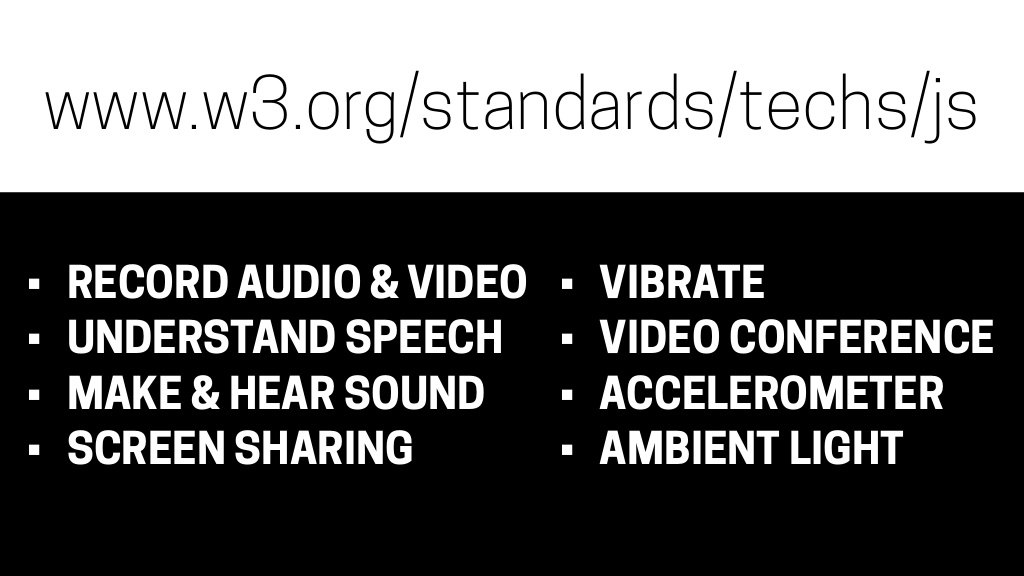 www.w3.org/standards/techs/js
▪ RECORD AUDIO & VIDEO
▪ UNDERSTAND SPEECH
▪ MAKE & HEAR SOUND
▪ SCREEN SHARING
▪ VIBRATE
▪ VIDEO CONFERENCE
▪ ACCELEROMETER
▪ AMBIENT LIGHT